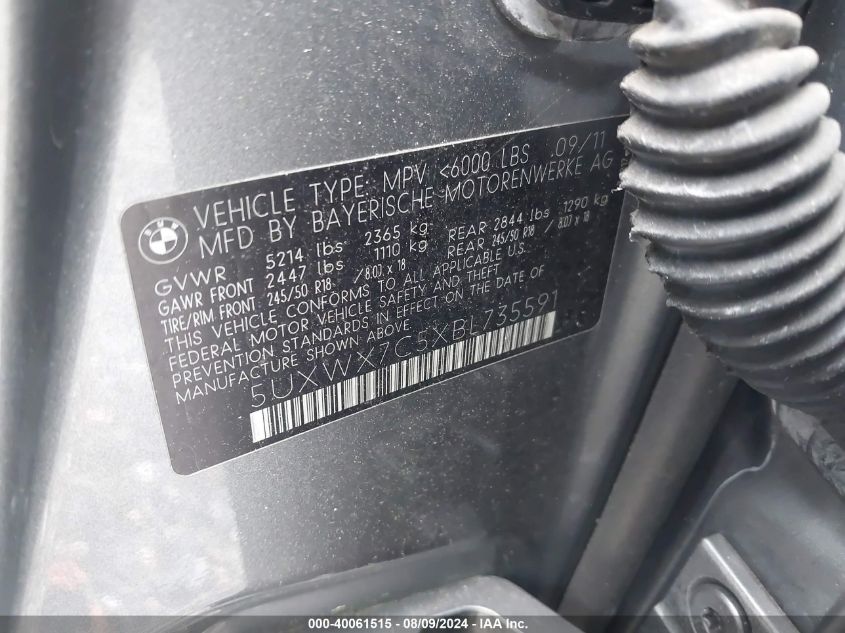 BMW
VEHICLE TYPE: MPV <6000 LBS 09/11
MFD BY BAYERISCHE MOTORENWERKE AG
GVWR 5214 lbs 2365 kg
GAWR FRONT 2447 lbs 1110 kg REAR 2844 lbs 1290 kg
TIRE/RIM FRONT 245/50 R18 / 8.0J x 18 REAR 245/50 R18 / 8.0J x 18
THIS VEHICLE CONFORMS TO ALL APPLICABLE U.S.
FEDERAL MOTOR VEHICLE SAFETY AND THEFT
PREVENTION STANDARDS IN EFFECT ON THE DATE OF
MANUFACTURE SHOWN ABOVE
5UXWX7C5XBL735591
000-40061515 - 08/09/2024 - IAA Inc.